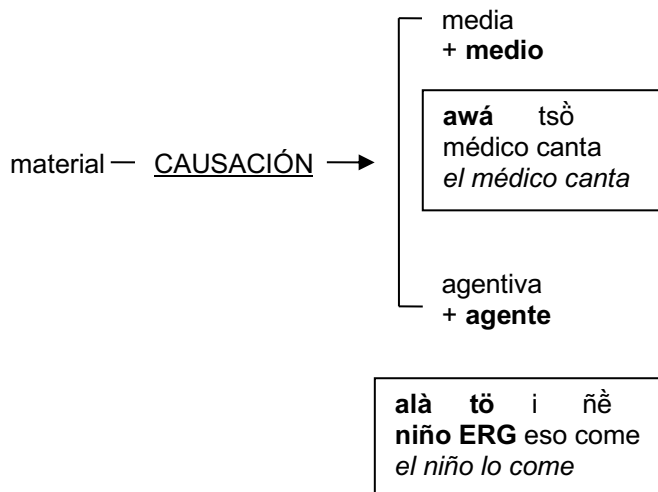 media
+ medio
awá tsö̀
médico canta
el médico canta
material CAUSACIÓN
agentiva
+ agente
alà tö i ñè̤
niño ERG eso come
el niño lo come